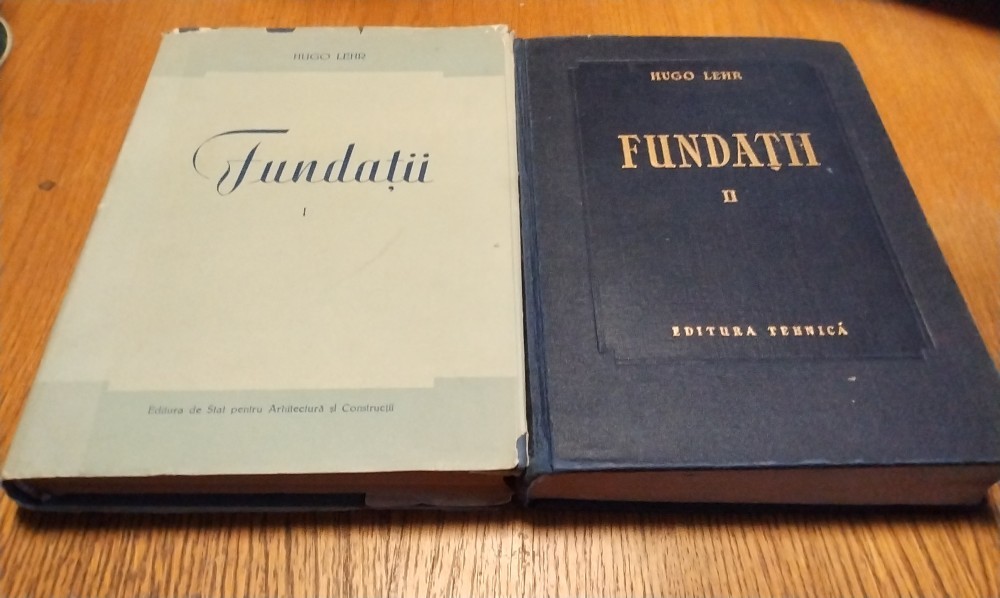 HUGO LEHR
Fundații
I
Editura de Stat pentru Arhitectură și Construcții
HUGO LEHR
FUNDAȚII
II
EDITURA TEHNICĂ